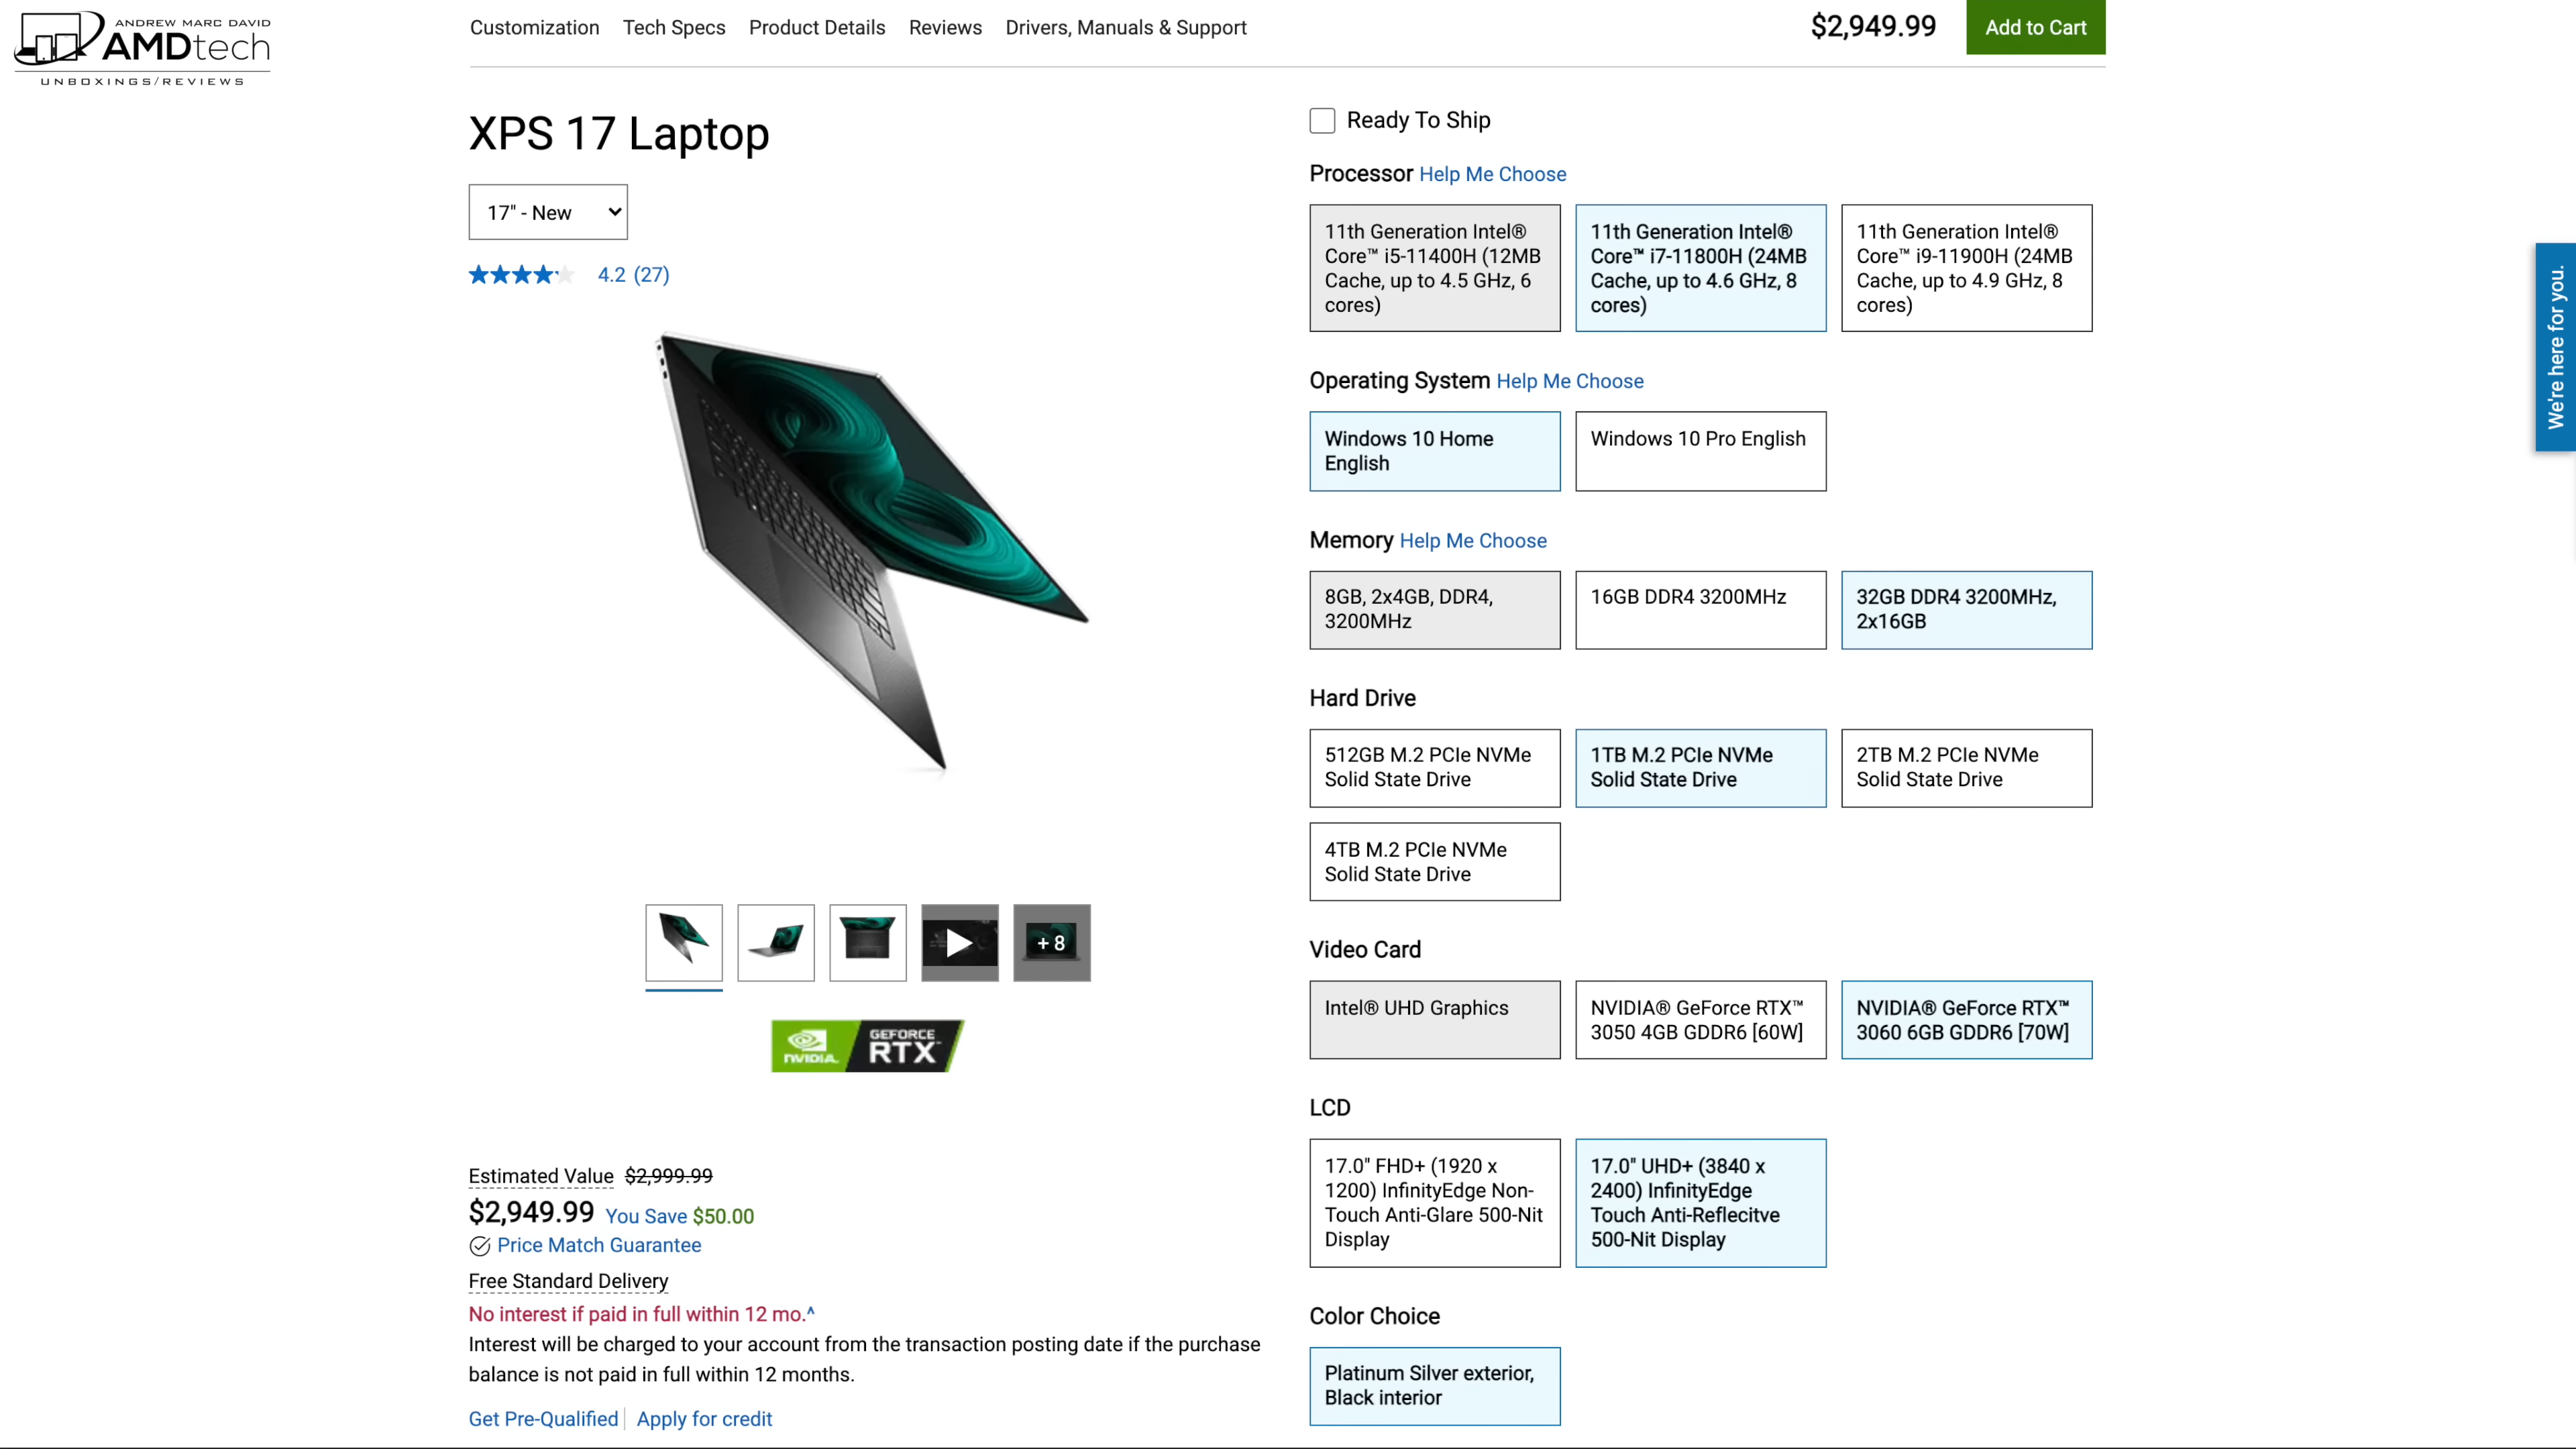 ANDREW MARC DAVID
AMDtech
UNBOXINGS/REVIEWS
Customization Tech Specs Product Details Reviews Drivers, Manuals & Support
$2,949.99
Add to Cart
XPS 17 Laptop
17" - New
4.2 (27)
NVIDIA.
GEFORCE
RTX™
+ 8
Estimated Value $2,999.99
$2,949.99 You Save $50.00
Price Match Guarantee
Free Standard Delivery
No interest if paid in full within 12 mo.^
Interest will be charged to your account from the transaction posting date if the purchase
balance is not paid in full within 12 months.
Get Pre-Qualified Apply for credit
Ready To Ship
Processor Help Me Choose
11th Generation Intel®
Core™ i5-11400H (12MB
Cache, up to 4.5 GHz, 6
cores)
11th Generation Intel®
Core™ i7-11800H (24MB
Cache, up to 4.6 GHz, 8
cores)
11th Generation Intel®
Core™ i9-11900H (24MB
Cache, up to 4.9 GHz, 8
cores)
Operating System Help Me Choose
Windows 10 Home
English
Windows 10 Pro English
Memory Help Me Choose
8GB, 2x4GB, DDR4,
3200MHz
16GB DDR4 3200MHz
32GB DDR4 3200MHz,
2x16GB
Hard Drive
512GB M.2 PCIe NVMe
Solid State Drive
1TB M.2 PCIe NVMe
Solid State Drive
2TB M.2 PCIe NVMe
Solid State Drive
4TB M.2 PCIe NVMe
Solid State Drive
Video Card
Intel® UHD Graphics
NVIDIA® GeForce RTX™
3050 4GB GDDR6 [60W]
NVIDIA® GeForce RTX™
3060 6GB GDDR6 [70W]
LCD
17.0" FHD+ (1920 x
1200) InfinityEdge Non-
Touch Anti-Glare 500-Nit
Display
17.0" UHD+ (3840 x
2400) InfinityEdge
Touch Anti-Reflecitve
500-Nit Display
Color Choice
Platinum Silver exterior,
Black interior
We're here for you.